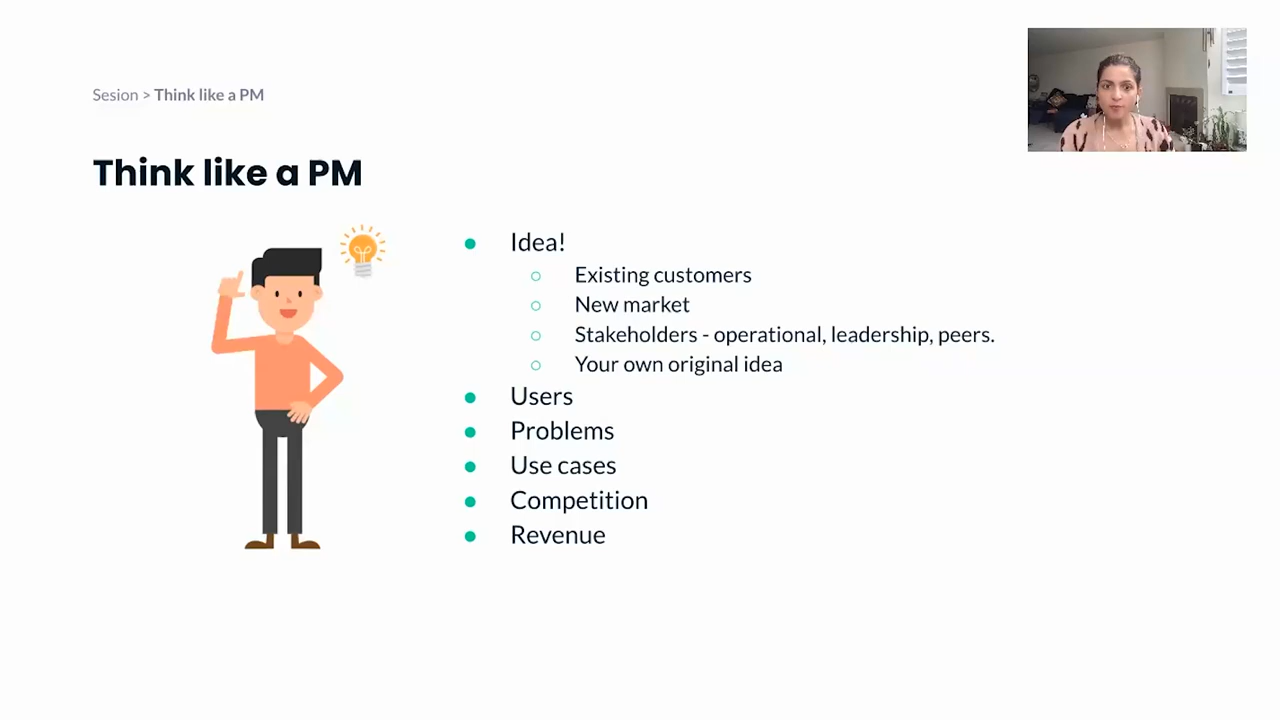 Sesion > Think like a PM
Think like a PM
Idea!
Existing customers
New market
Stakeholders - operational, leadership, peers.
Your own original idea
Users
Problems
Use cases
Competition
Revenue